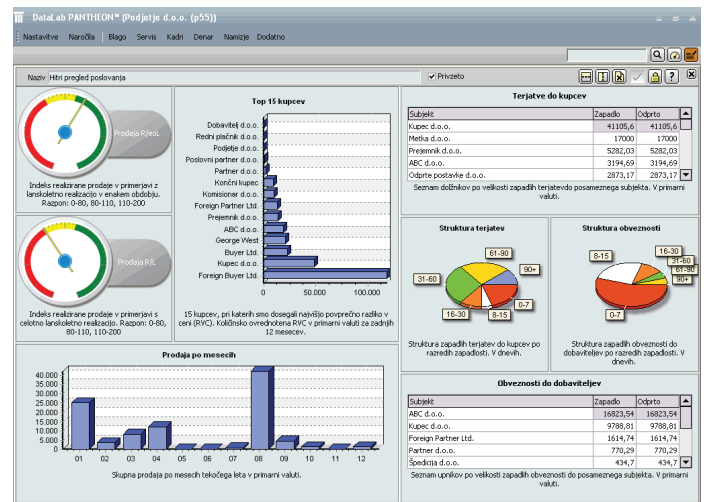 DataLab PANTHEON™ (Podjetje d.o.o. (p55))
Nastavitve Naročila Blago Servis Kadri Denar Namizje Dodatno
Naziv Hitri pregled poslovanja Privzeto
Prodaja R/enL
Indeks realizirane prodaje v primerjavi z
lanskoletno realizacijo v enakem obdobju.
Razpon: 0-80, 80-110, 110-200
Prodaja R/L
Indeks realizirane prodaje v primerjavi s
celotno lanskoletno realizacijo. Razpon: 0-80,
80-110, 110-200
Top 15 kupcev
Dobavitelj d.o.o.
Redni plačnik d.o.o.
Podjetje d.o.o.
Poslovni partner d.o.o.
Partner d.o.o.
Končni kupec
Komisionar d.o.o.
Foreign Partner Ltd.
Prejemnik d.o.o.
ABC d.o.o.
George West
Buyer Ltd.
Kupec d.o.o.
Foreign Buyer Ltd.
0 50.000 100.000
15 kupcev, pri katerih smo dosegali najvišjo povprečno razliko v
ceni (RVC). Količinsko ovrednotena RVC v primarni valuti za zadnjih
12 mesecev.
Terjatve do kupcev
Subjekt Zapadlo Odprto
Kupec d.o.o. 41105,6 41105,6
Metka d.o.o. 17000 17000
Prejemnik d.o.o. 5282,03 5282,03
ABC d.o.o. 3194,69 3194,69
Odprte postavke d.o.o. 2873,17 2873,17
Seznam dolžnikov po velikosti zapadlih terjatevdo posameznega subjekta. V primarni
valuti.
Struktura terjatev
61-90
90+
31-60
0-7
16-30
8-15
Struktura zapadlih terjatev do kupcev po
razredih zapadlosti. V dnevih.
Struktura obveznosti
16-30
8-15
31-60
61-90
90+
0-7
Struktura zapadlih obveznosti do
dobaviteljev po razredih zapadlosti. V
dnevih.
Prodaja po mesecih
40.000
35.000
30.000
25.000
20.000
15.000
10.000
5.000
0
01 02 03 04 05 06 07 08 09 10 11 12
Skupna prodaja po mesecih tekočega leta v primarni valuti.
Obveznosti do dobaviteljev
Subjekt Zapadlo Odprto
ABC d.o.o. 16823,54 16823,54
Kupec d.o.o. 9788,81 9788,81
Foreign Partner Ltd. 1614,74 1614,74
Partner d.o.o. 770,29 770,29
Špedicija d.o.o. 434,7 434,7
Seznam upnikov po velikosti zapadlih obveznosti do posameznega subjekta. V primarni
valuti.